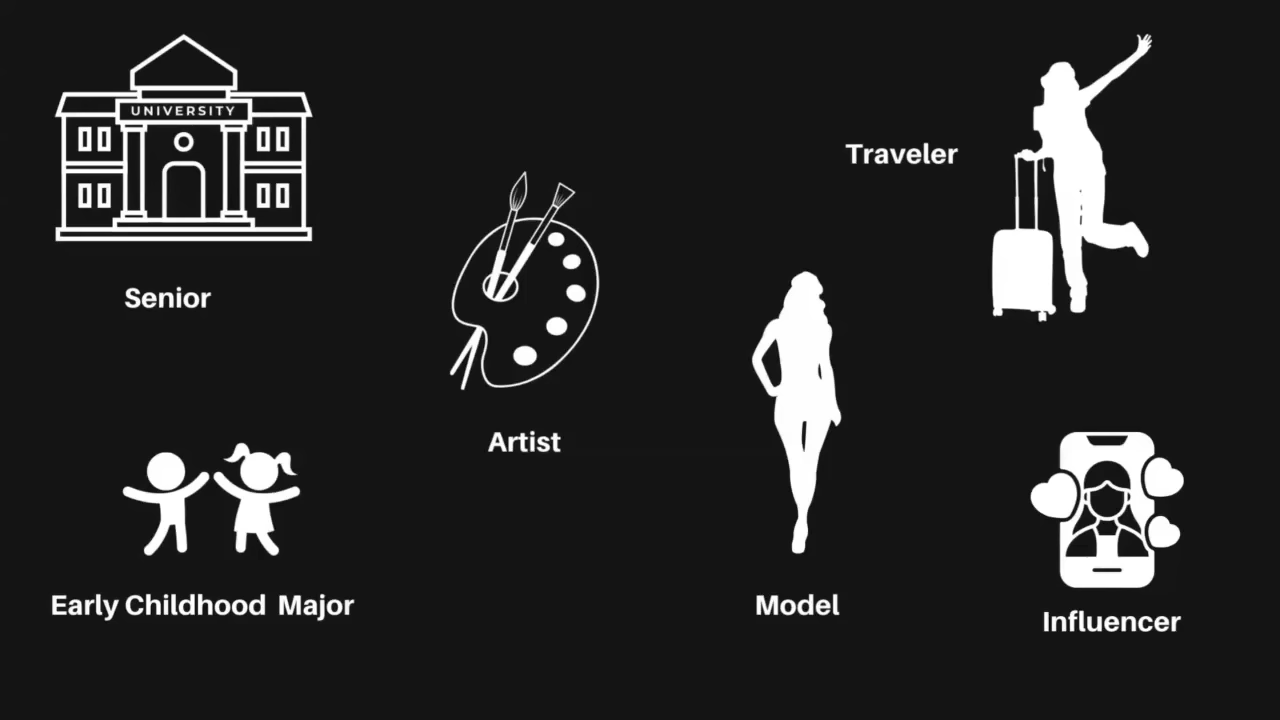 UNIVERSITY
Senior
Traveler
Artist
Early Childhood Major
Model
Influencer